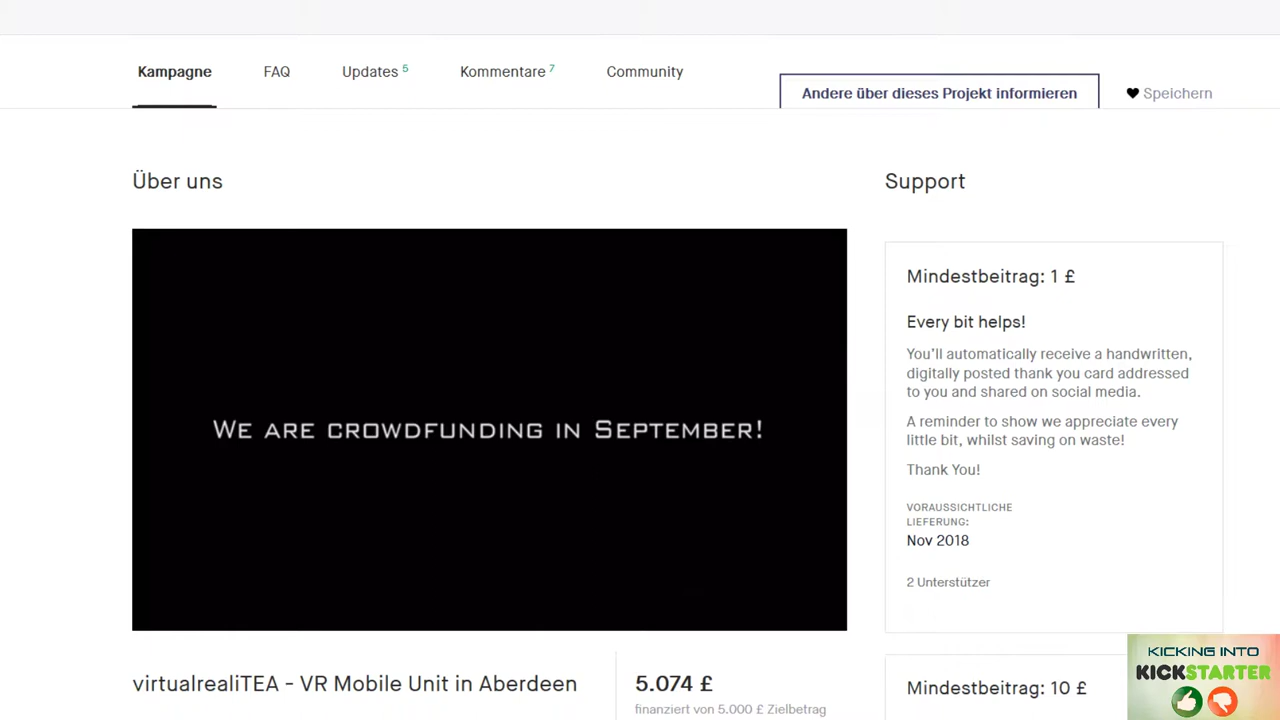 Kampagne
FAQ
Updates 5
Kommentare 7
Community
Andere über dieses Projekt informieren
Speichern
Über uns
We are crowdfunding in September!
virtualrealiTEA - VR Mobile Unit in Aberdeen
5.074 £
finanziert von 5.000 £ Zielbetrag
Support
Mindestbeitrag: 1 £
Every bit helps!
You’ll automatically receive a handwritten,
digitally posted thank you card addressed
to you and shared on social media.
A reminder to show we appreciate every
little bit, whilst saving on waste!
Thank You!
VORAUSSICHTLICHE
LIEFERUNG:
Nov 2018
2 Unterstützer
Mindestbeitrag: 10 £
KICKING INTO
KICKSTARTER